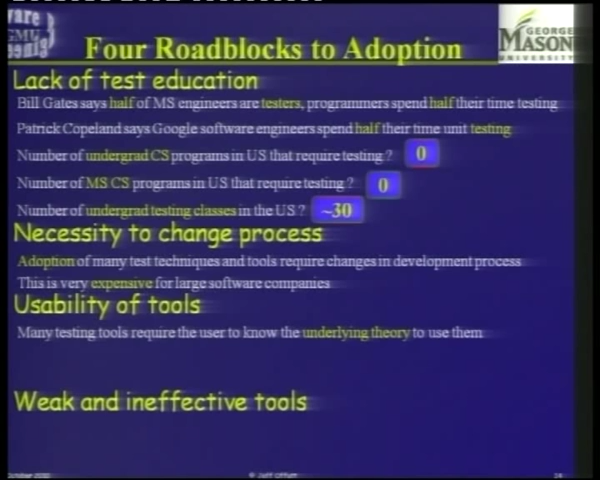 Four Roadblocks to Adoption
GEORGE
MASON
UNIVERSITY
Lack of test education
Bill Gates says half of MS engineers are testers, programmers spend half their time testing
Patrick Copeland says Google software engineers spend half their time unit testing
Number of undergrad CS programs in US that require testing ? 0
Number of MS CS programs in US that require testing ? 0
Number of undergrad testing classes in the US ? ~30
Necessity to change process
Adoption of many test techniques and tools require changes in development process
This is very expensive for large software companies
Usability of tools
Many testing tools require the user to know the underlying theory to use them
Weak and ineffective tools
© Jeff Offutt